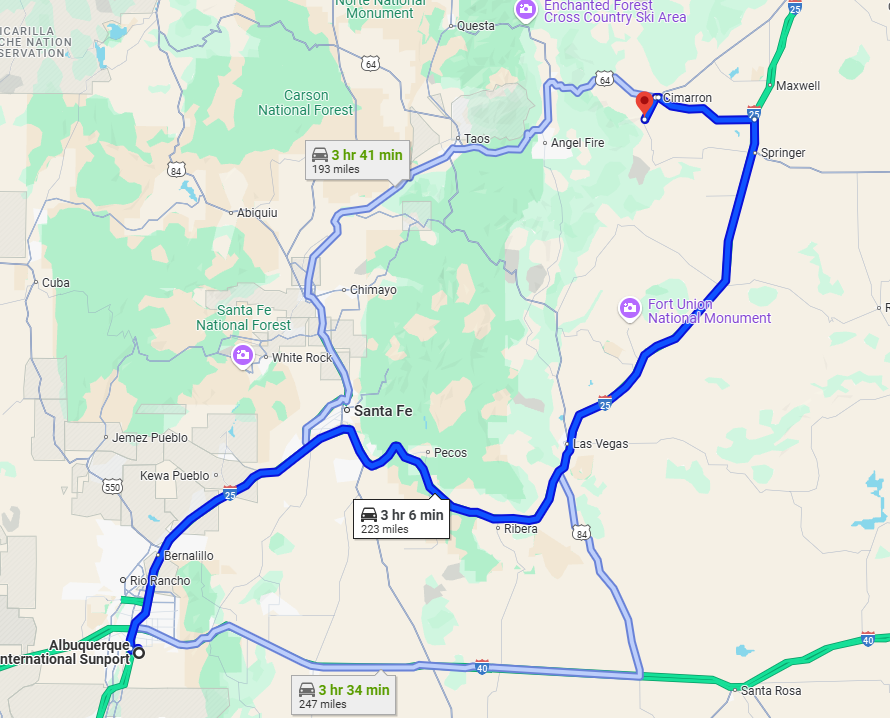 Norte National
Monument
Enchanted Forest
Cross Country Ski Area
25
Questa
ICARILLA
CHE NATION
SERVATION
64
64
Maxwell
Carson
National Forest
Cimarron
25
Taos
Angel Fire
Springer
3 hr 41 min
193 miles
84
Abiquiu
Cuba
Chimayo
Fort Union
National Monument
R
Santa Fe
National Forest
White Rock
Santa Fe
25
Jemez Pueblo
Las Vegas
Pecos
Kewa Pueblo
550
25
3 hr 6 min
223 miles
Ribera
84
Bernalillo
Rio Rancho
Albuquerque
International Sunport
40
40
3 hr 34 min
247 miles
Santa Rosa